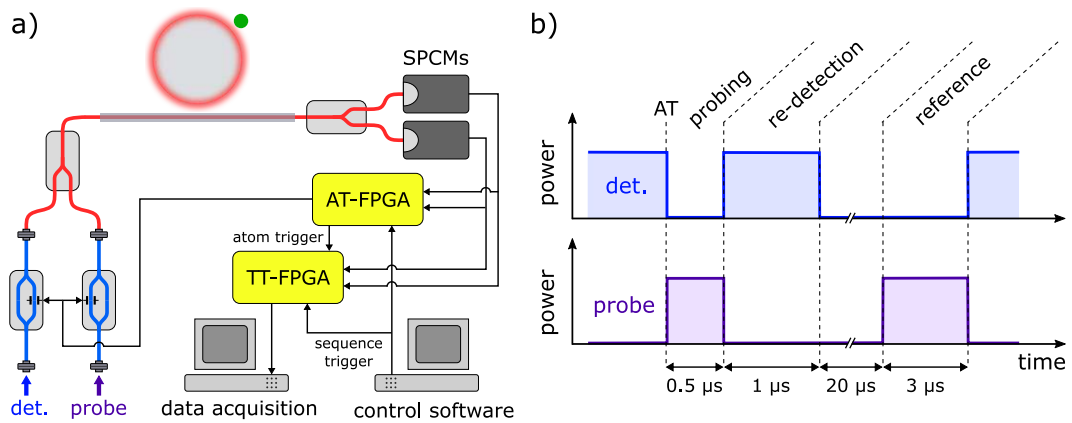 a)
SPCMs
AT-FPGA
atom trigger
TT-FPGA
sequence
trigger
det.
probe
data acquisition
control software
b)
AT
probing
re-detection
reference
power
det.
power
probe
time
0.5 µs
1 µs
20 µs
3 µs